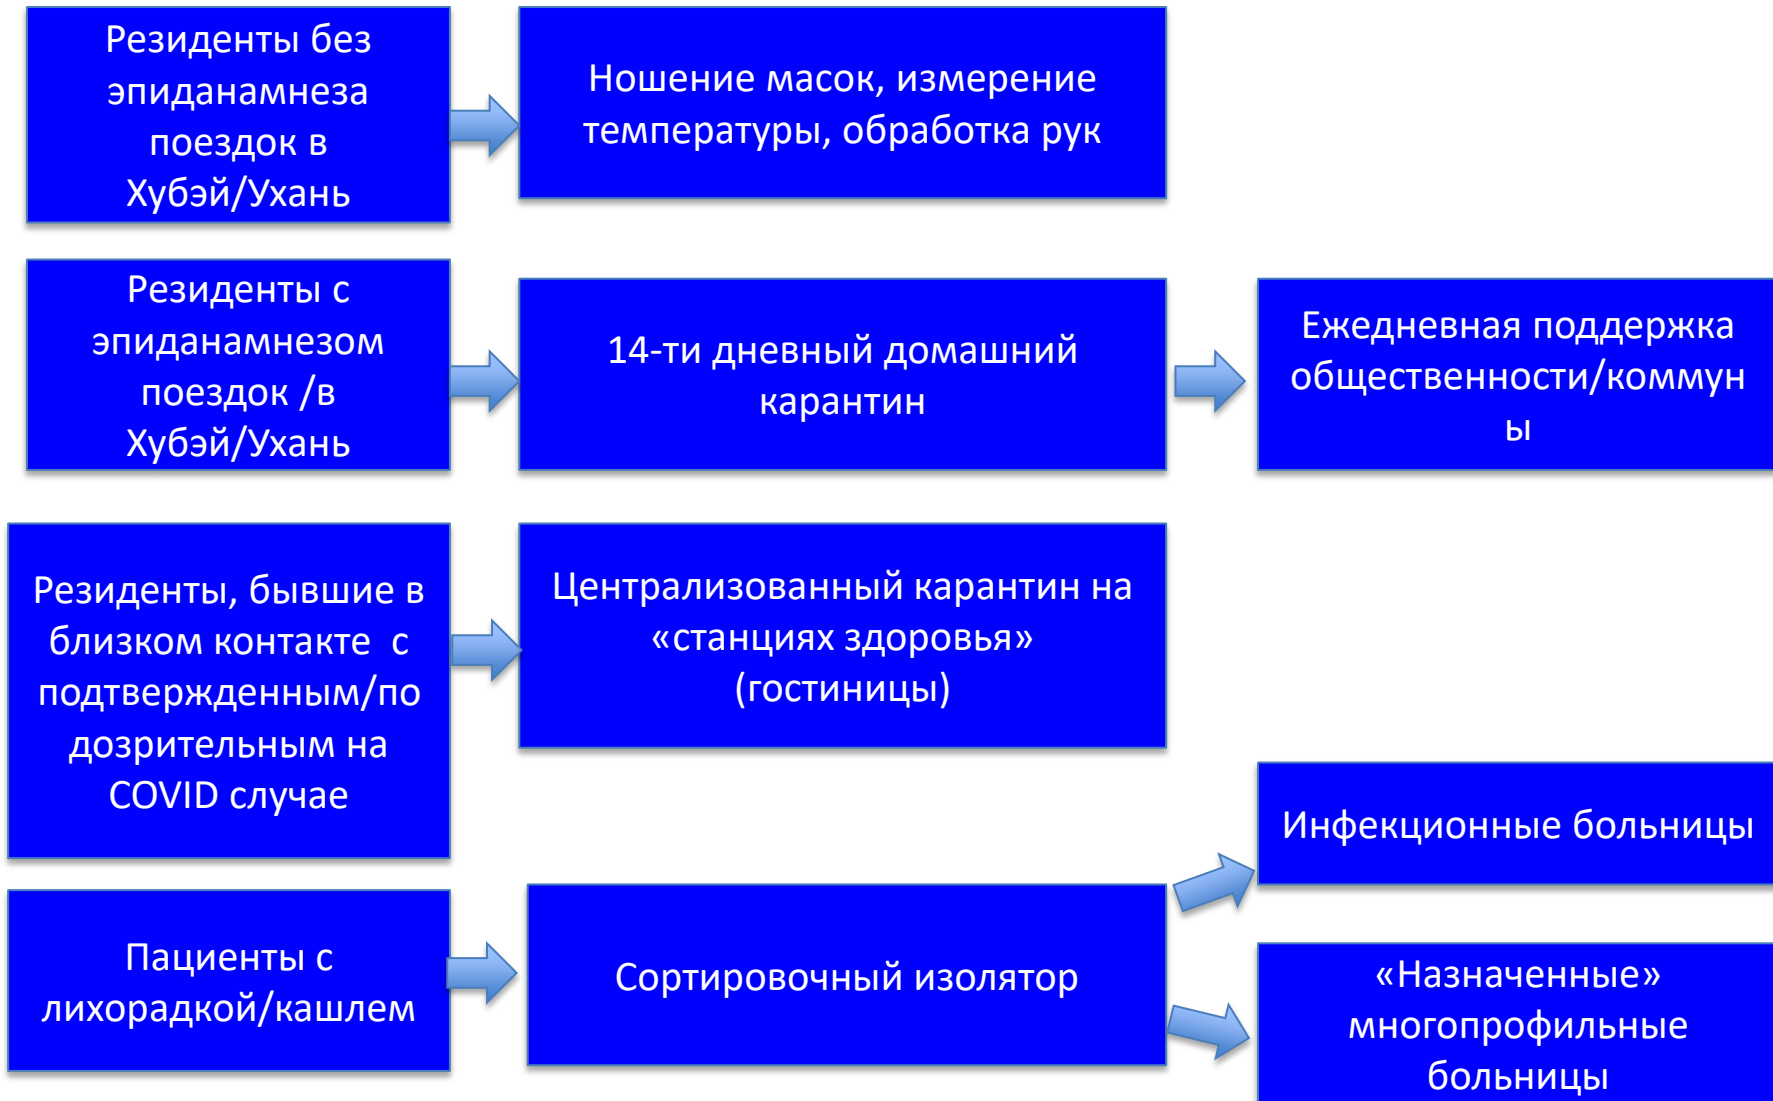 Резиденты без
эпиданамнеза
поездок в
Хубэй/Ухань
Ношение масок, измерение
температуры, обработка рук
Резиденты с
эпиданамнезом
поездок /в
Хубэй/Ухань
14-ти дневный домашний
карантин
Ежедневная поддержка
общественности/коммун
ы
Резиденты, бывшие в
близком контакте  с
подтвержденным/по
дозрительным на
COVID случае
Централизованный карантин на
«станциях здоровья»
(гостиницы)
Пациенты с
лихорадкой/кашлем
Сортировочный изолятор
Инфекционные больницы
«Назначенные»
многопрофильные
больницы